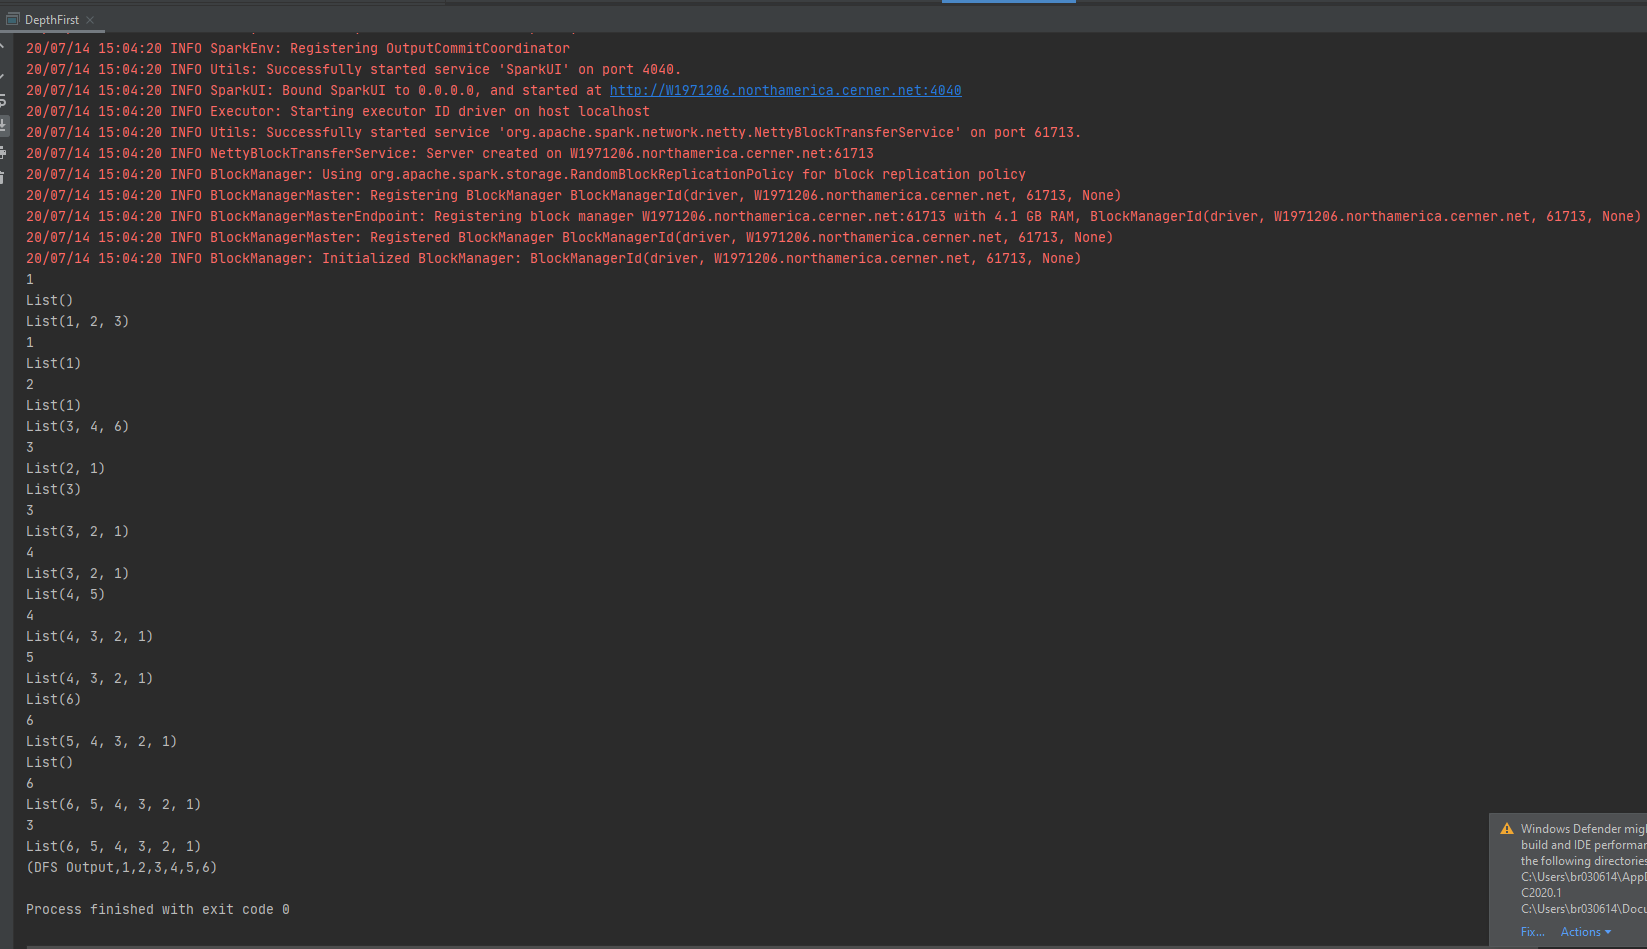 DepthFirst
20/07/14 15:04:20 INFO SparkEnv: Registering OutputCommitCoordinator
20/07/14 15:04:20 INFO Utils: Successfully started service 'SparkUI' on port 4040.
20/07/14 15:04:20 INFO SparkUI: Bound SparkUI to 0.0.0.0, and started at http://W1971206.northamerica.cerner.net:4040
20/07/14 15:04:20 INFO Executor: Starting executor ID driver on host localhost
20/07/14 15:04:20 INFO Utils: Successfully started service 'org.apache.spark.network.netty.NettyBlockTransferService' on port 61713.
20/07/14 15:04:20 INFO NettyBlockTransferService: Server created on W1971206.northamerica.cerner.net:61713
20/07/14 15:04:20 INFO BlockManager: Using org.apache.spark.storage.RandomBlockReplicationPolicy for block replication policy
20/07/14 15:04:20 INFO BlockManagerMaster: Registering BlockManager BlockManagerId(driver, W1971206.northamerica.cerner.net, 61713, None)
20/07/14 15:04:20 INFO BlockManagerMasterEndpoint: Registering block manager W1971206.northamerica.cerner.net:61713 with 4.1 GB RAM, BlockManagerId(driver, W1971206.northamerica.cerner.net, 61713, None)
20/07/14 15:04:20 INFO BlockManagerMaster: Registered BlockManager BlockManagerId(driver, W1971206.northamerica.cerner.net, 61713, None)
20/07/14 15:04:20 INFO BlockManager: Initialized BlockManager: BlockManagerId(driver, W1971206.northamerica.cerner.net, 61713, None)
1
List()
List(1, 2, 3)
1
List(1)
2
List(1)
List(3, 4, 6)
3
List(2, 1)
List(3)
3
List(3, 2, 1)
4
List(3, 2, 1)
List(4, 5)
4
List(4, 3, 2, 1)
5
List(4, 3, 2, 1)
List(6)
6
List(5, 4, 3, 2, 1)
List()
6
List(6, 5, 4, 3, 2, 1)
3
List(6, 5, 4, 3, 2, 1)
(DFS Output,1,2,3,4,5,6)
Process finished with exit code 0
Windows Defender mig
build and IDE performa
the following directories
C:\Users\br030614\App
C2020.1
C:\Users\br030614\Docu
Fix... Actions